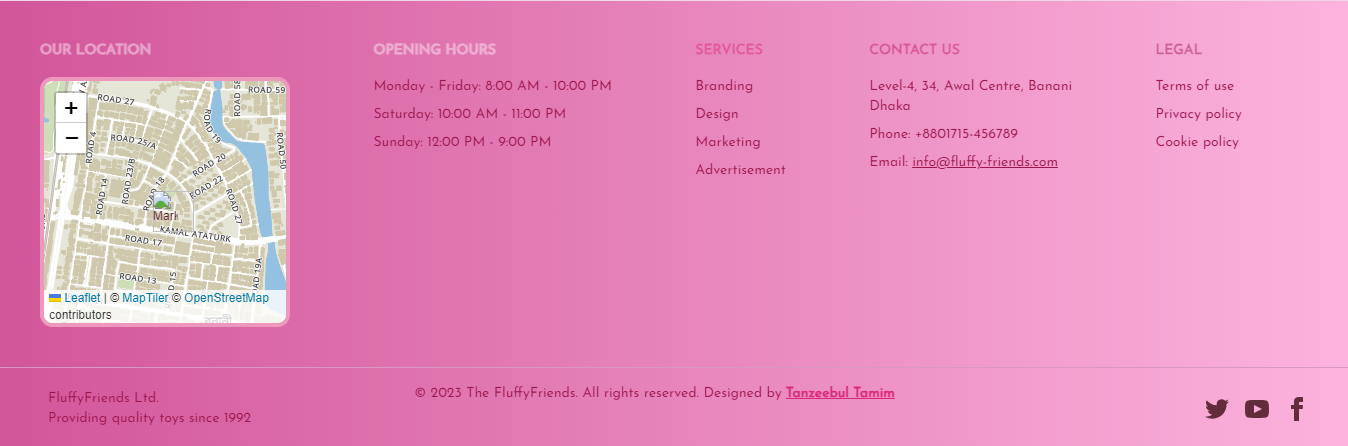 OUR LOCATION
+
−
ROAD 27
ROAD 58
ROAD 59
ROAD 4
ROAD 25/A
ROAD 19
ROAD 50
ROAD 20
ROAD 23/B
ROAD 22
ROAD 18
ROAD 14
ROAD 27
Mark
KAMAL ATATURK
ROAD 17
ROAD 13
ROAD 15
ROAD 19A
Leaflet | © MapTiler © OpenStreetMap
contributors
OPENING HOURS
Monday - Friday: 8:00 AM - 10:00 PM
Saturday: 10:00 AM - 11:00 PM
Sunday: 12:00 PM - 9:00 PM
SERVICES
Branding
Design
Marketing
Advertisement
CONTACT US
Level-4, 34, Awal Centre, Banani
Dhaka
Phone: +8801715-456789
Email: info@fluffy-friends.com
LEGAL
Terms of use
Privacy policy
Cookie policy
FluffyFriends Ltd.
Providing quality toys since 1992
© 2023 The FluffyFriends. All rights reserved. Designed by Tanzeebul Tamim